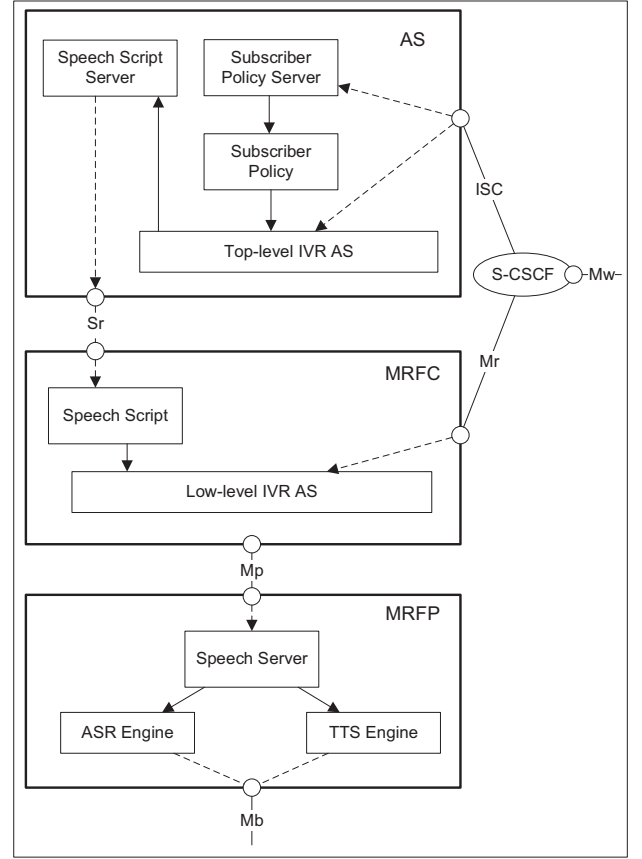 AS
Speech Script
Server
Subscriber
Policy Server
Subscriber
Policy
ISC
Top-level IVR AS
S-CSCF
Mw
Sr
Mr
MRFC
Speech Script
Low-level IVR AS
Mp
MRFP
Speech Server
ASR Engine
TTS Engine
Mb